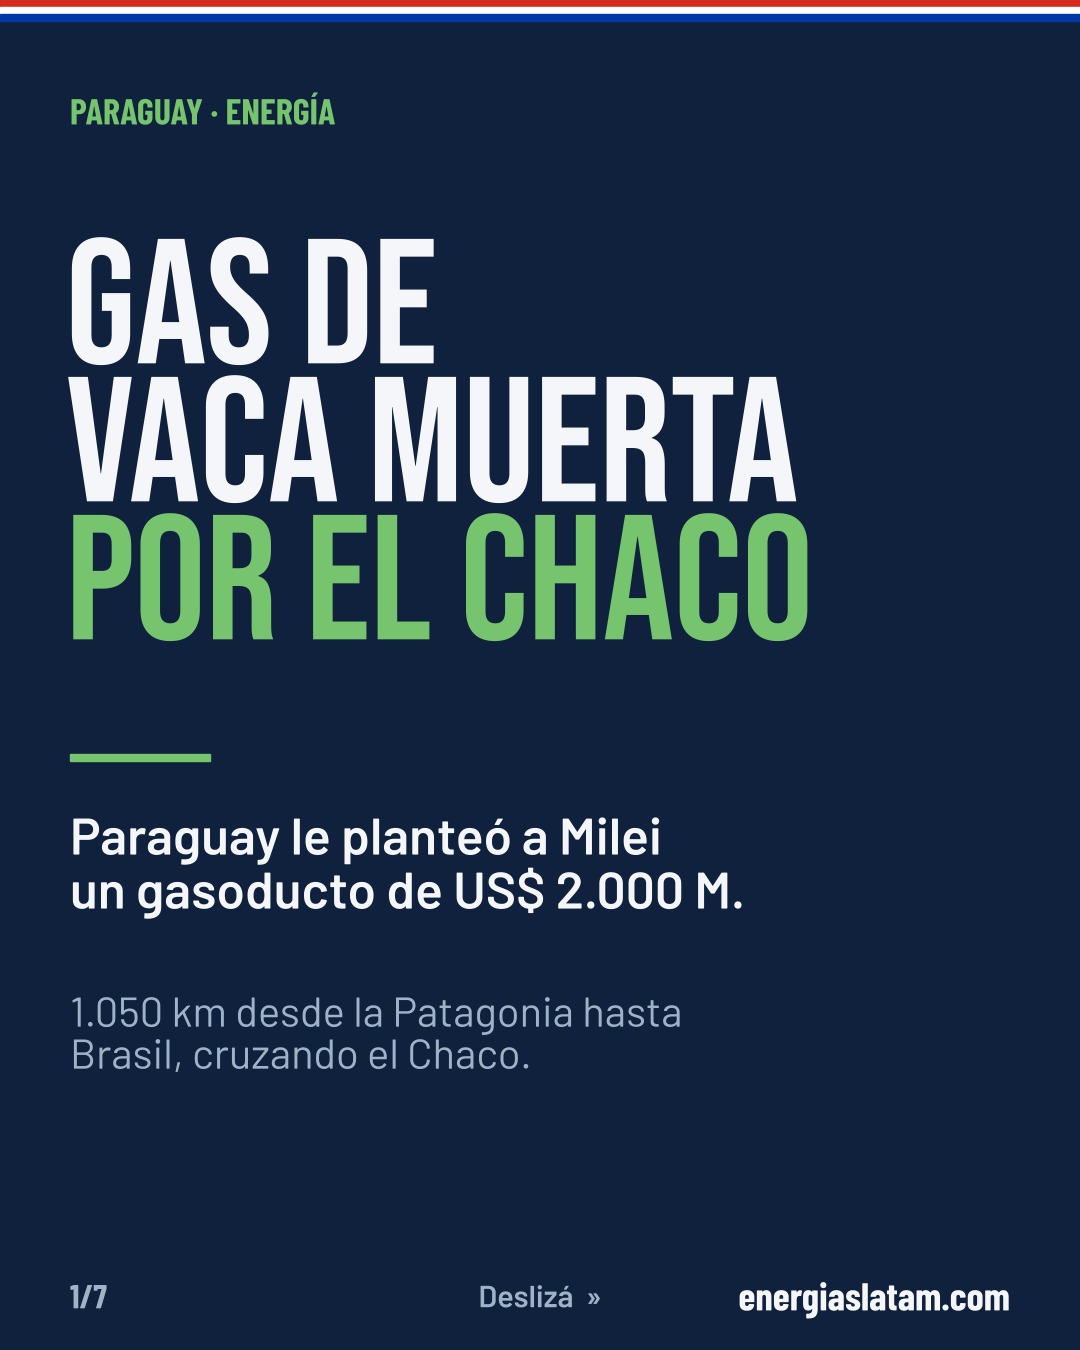 PARAGUAY · ENERGÍA
GAS DE
VACA MUERTA
POR EL CHACO
Paraguay le planteó a Milei
un gasoducto de US$ 2.000 M.
1.050 km desde la Patagonia hasta
Brasil, cruzando el Chaco.
1/7
Deslizá »
energiaslatam.com